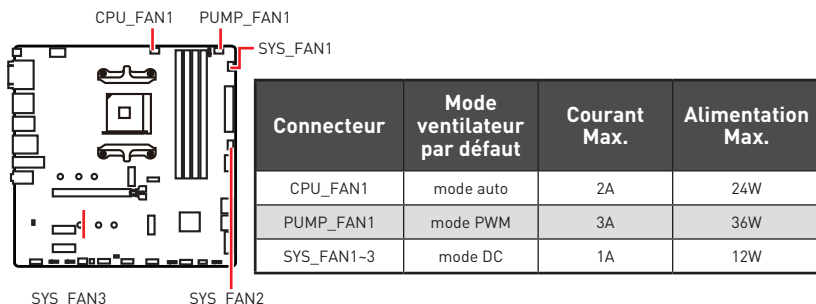 CPU_FAN1 PUMP_FAN1
SYS_FAN1
Connecteur
Mode
ventilateur
par défaut
Courant
Max.
Alimentation
Max.
CPU_FAN1 mode auto 2A 24W
PUMP_FAN1 mode PWM 3A 36W
SYS_FAN1~3 mode DC 1A 12W
SYS_FAN3 SYS_FAN2